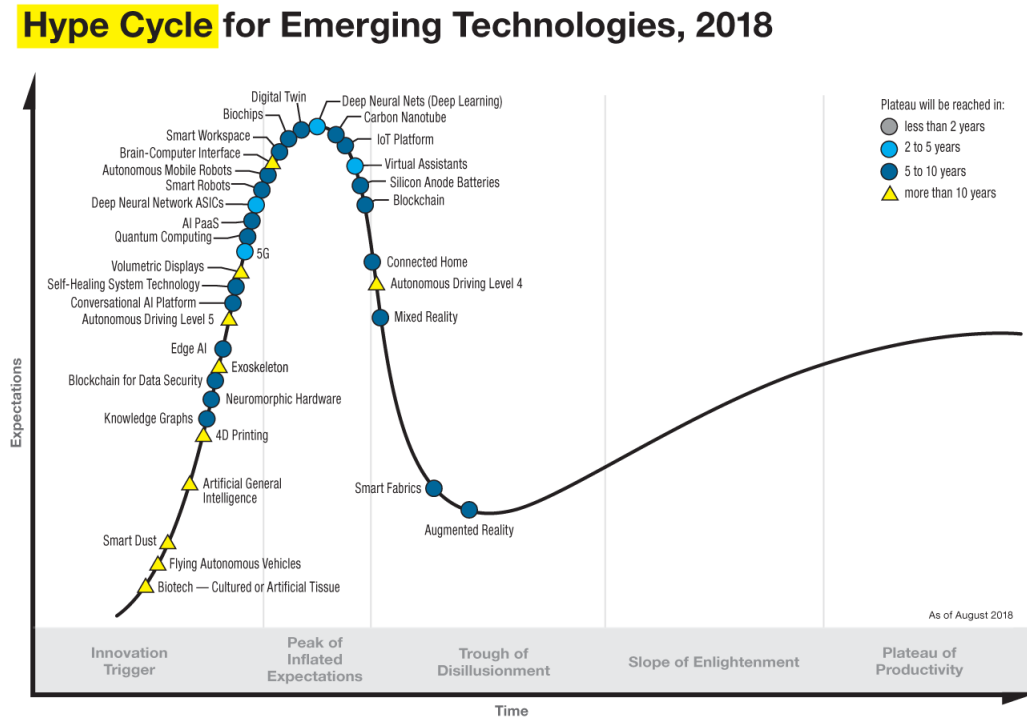 Hype Cycle for Emerging Technologies, 2018
Plateau will be reached in:
less than 2 years
2 to 5 years
5 to 10 years
more than 10 years
Digital Twin
Deep Neural Nets (Deep Learning)
Biochips
Carbon Nanotube
Smart Workspace
IoT Platform
Brain-Computer Interface
Virtual Assistants
Autonomous Mobile Robots
Silicon Anode Batteries
Smart Robots
Blockchain
Deep Neural Network ASICs
AI PaaS
Quantum Computing
5G
Connected Home
Volumetric Displays
Autonomous Driving Level 4
Self-Healing System Technology
Conversational AI Platform
Mixed Reality
Autonomous Driving Level 5
Edge AI
Exoskeleton
Blockchain for Data Security
Neuromorphic Hardware
Knowledge Graphs
4D Printing
Artificial General
Intelligence
Smart Fabrics
Augmented Reality
Smart Dust
Flying Autonomous Vehicles
Biotech — Cultured or Artificial Tissue
As of August 2018
Expectations
Innovation
Trigger
Peak of
Inflated
Expectations
Trough of
Disillusionment
Slope of Enlightenment
Plateau of
Productivity
Time